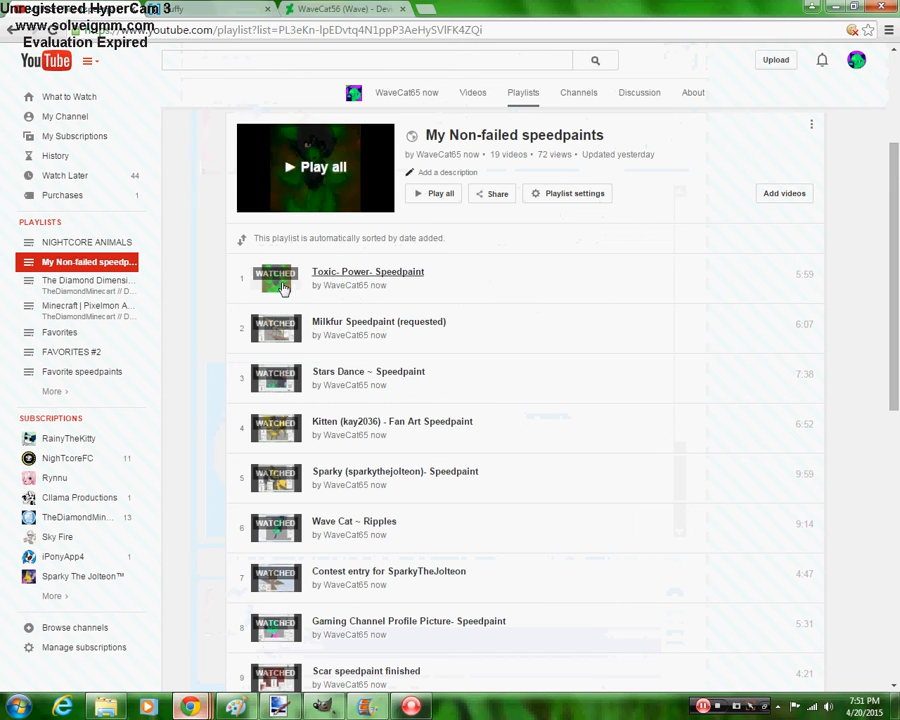 Unregistered HyperCam 3
www.solveigmm.com
Evaluation Expired
WaveCat56 (Wave) - Dev
https://www.youtube.com/playlist?list=PL3eKn-lpEDvtq4N1ppP3AeHySVlFK4ZQi
YouTube
Upload
WaveCat65 now
Videos
Playlists
Channels
Discussion
About
What to Watch
My Channel
My Subscriptions
History
Watch Later 44
Purchases 1
PLAYLISTS
NIGHTCORE ANIMALS
My Non-failed speedp...
The Diamond Dimensi...
TheDiamondMinecart // D...
Minecraft | Pixelmon A...
TheDiamondMinecart // D...
Favorites
FAVORITES #2
Favorite speedpaints
More ›
SUBSCRIPTIONS
RainyTheKitty
NighTcoreFC 11
Rynnu
Cllama Productions 1
TheDiamondMin... 13
Sky Fire
iPonyApp4 1
Sparky The Jolteon™
More ›
Browse channels
Manage subscriptions
Play all
My Non-failed speedpaints
by WaveCat65 now • 19 videos • 72 views • Updated yesterday
Add a description
Play all
Share
Playlist settings
Add videos
This playlist is automatically sorted by date added.
1 WATCHED Toxic- Power- Speedpaint 5:59
by WaveCat65 now
2 WATCHED Milkfur Speedpaint (requested) 6:07
by WaveCat65 now
3 WATCHED Stars Dance ~ Speedpaint 7:38
by WaveCat65 now
4 WATCHED Kitten (kay2036) - Fan Art Speedpaint 6:52
by WaveCat65 now
5 WATCHED Sparky (sparkythejolteon)- Speedpaint 9:59
by WaveCat65 now
6 WATCHED Wave Cat ~ Ripples 9:14
by WaveCat65 now
7 WATCHED Contest entry for SparkyTheJolteon 4:47
by WaveCat65 now
8 WATCHED Gaming Channel Profile Picture- Speedpaint 5:31
by WaveCat65 now
9 WATCHED Scar speedpaint finished 4:21
by WaveCat65 now
7:51 PM
4/20/2015